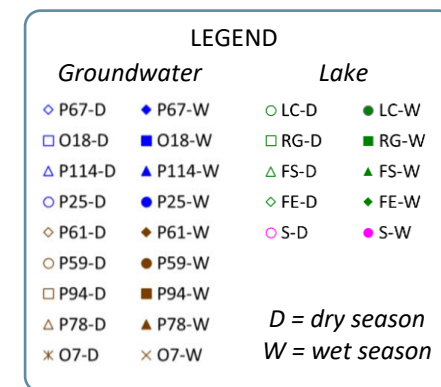 LEGEND
Groundwater Lake
P67-D P67-W LC-D LC-W
O18-D O18-W RG-D RG-W
P114-D P114-W FS-D FS-W
P25-D P25-W FE-D FE-W
P61-D P61-W S-D S-W
P59-D P59-W
P94-D P94-W
P78-D P78-W D = dry season
O7-D O7-W W = wet season